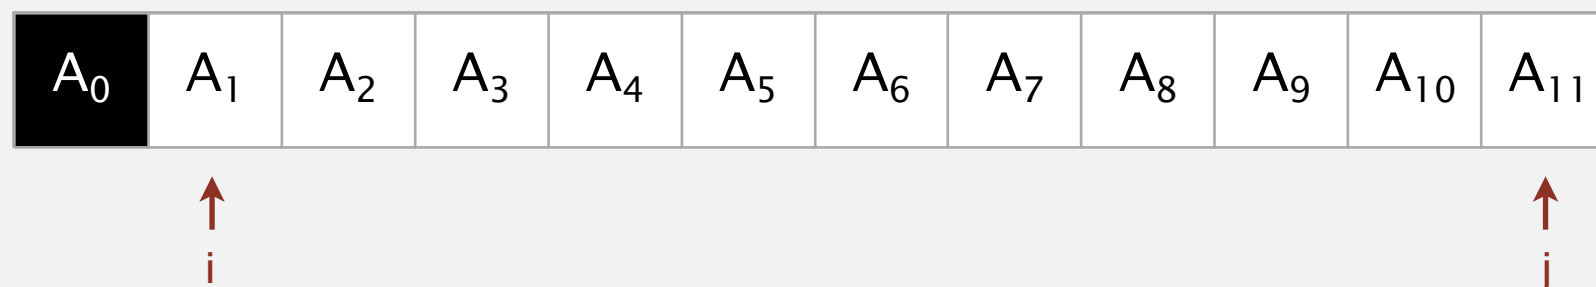 A₀ A₁ A₂ A₃ A₄ A₅ A₆ A₇ A₈ A₉ A₁₀ A₁₁
i j